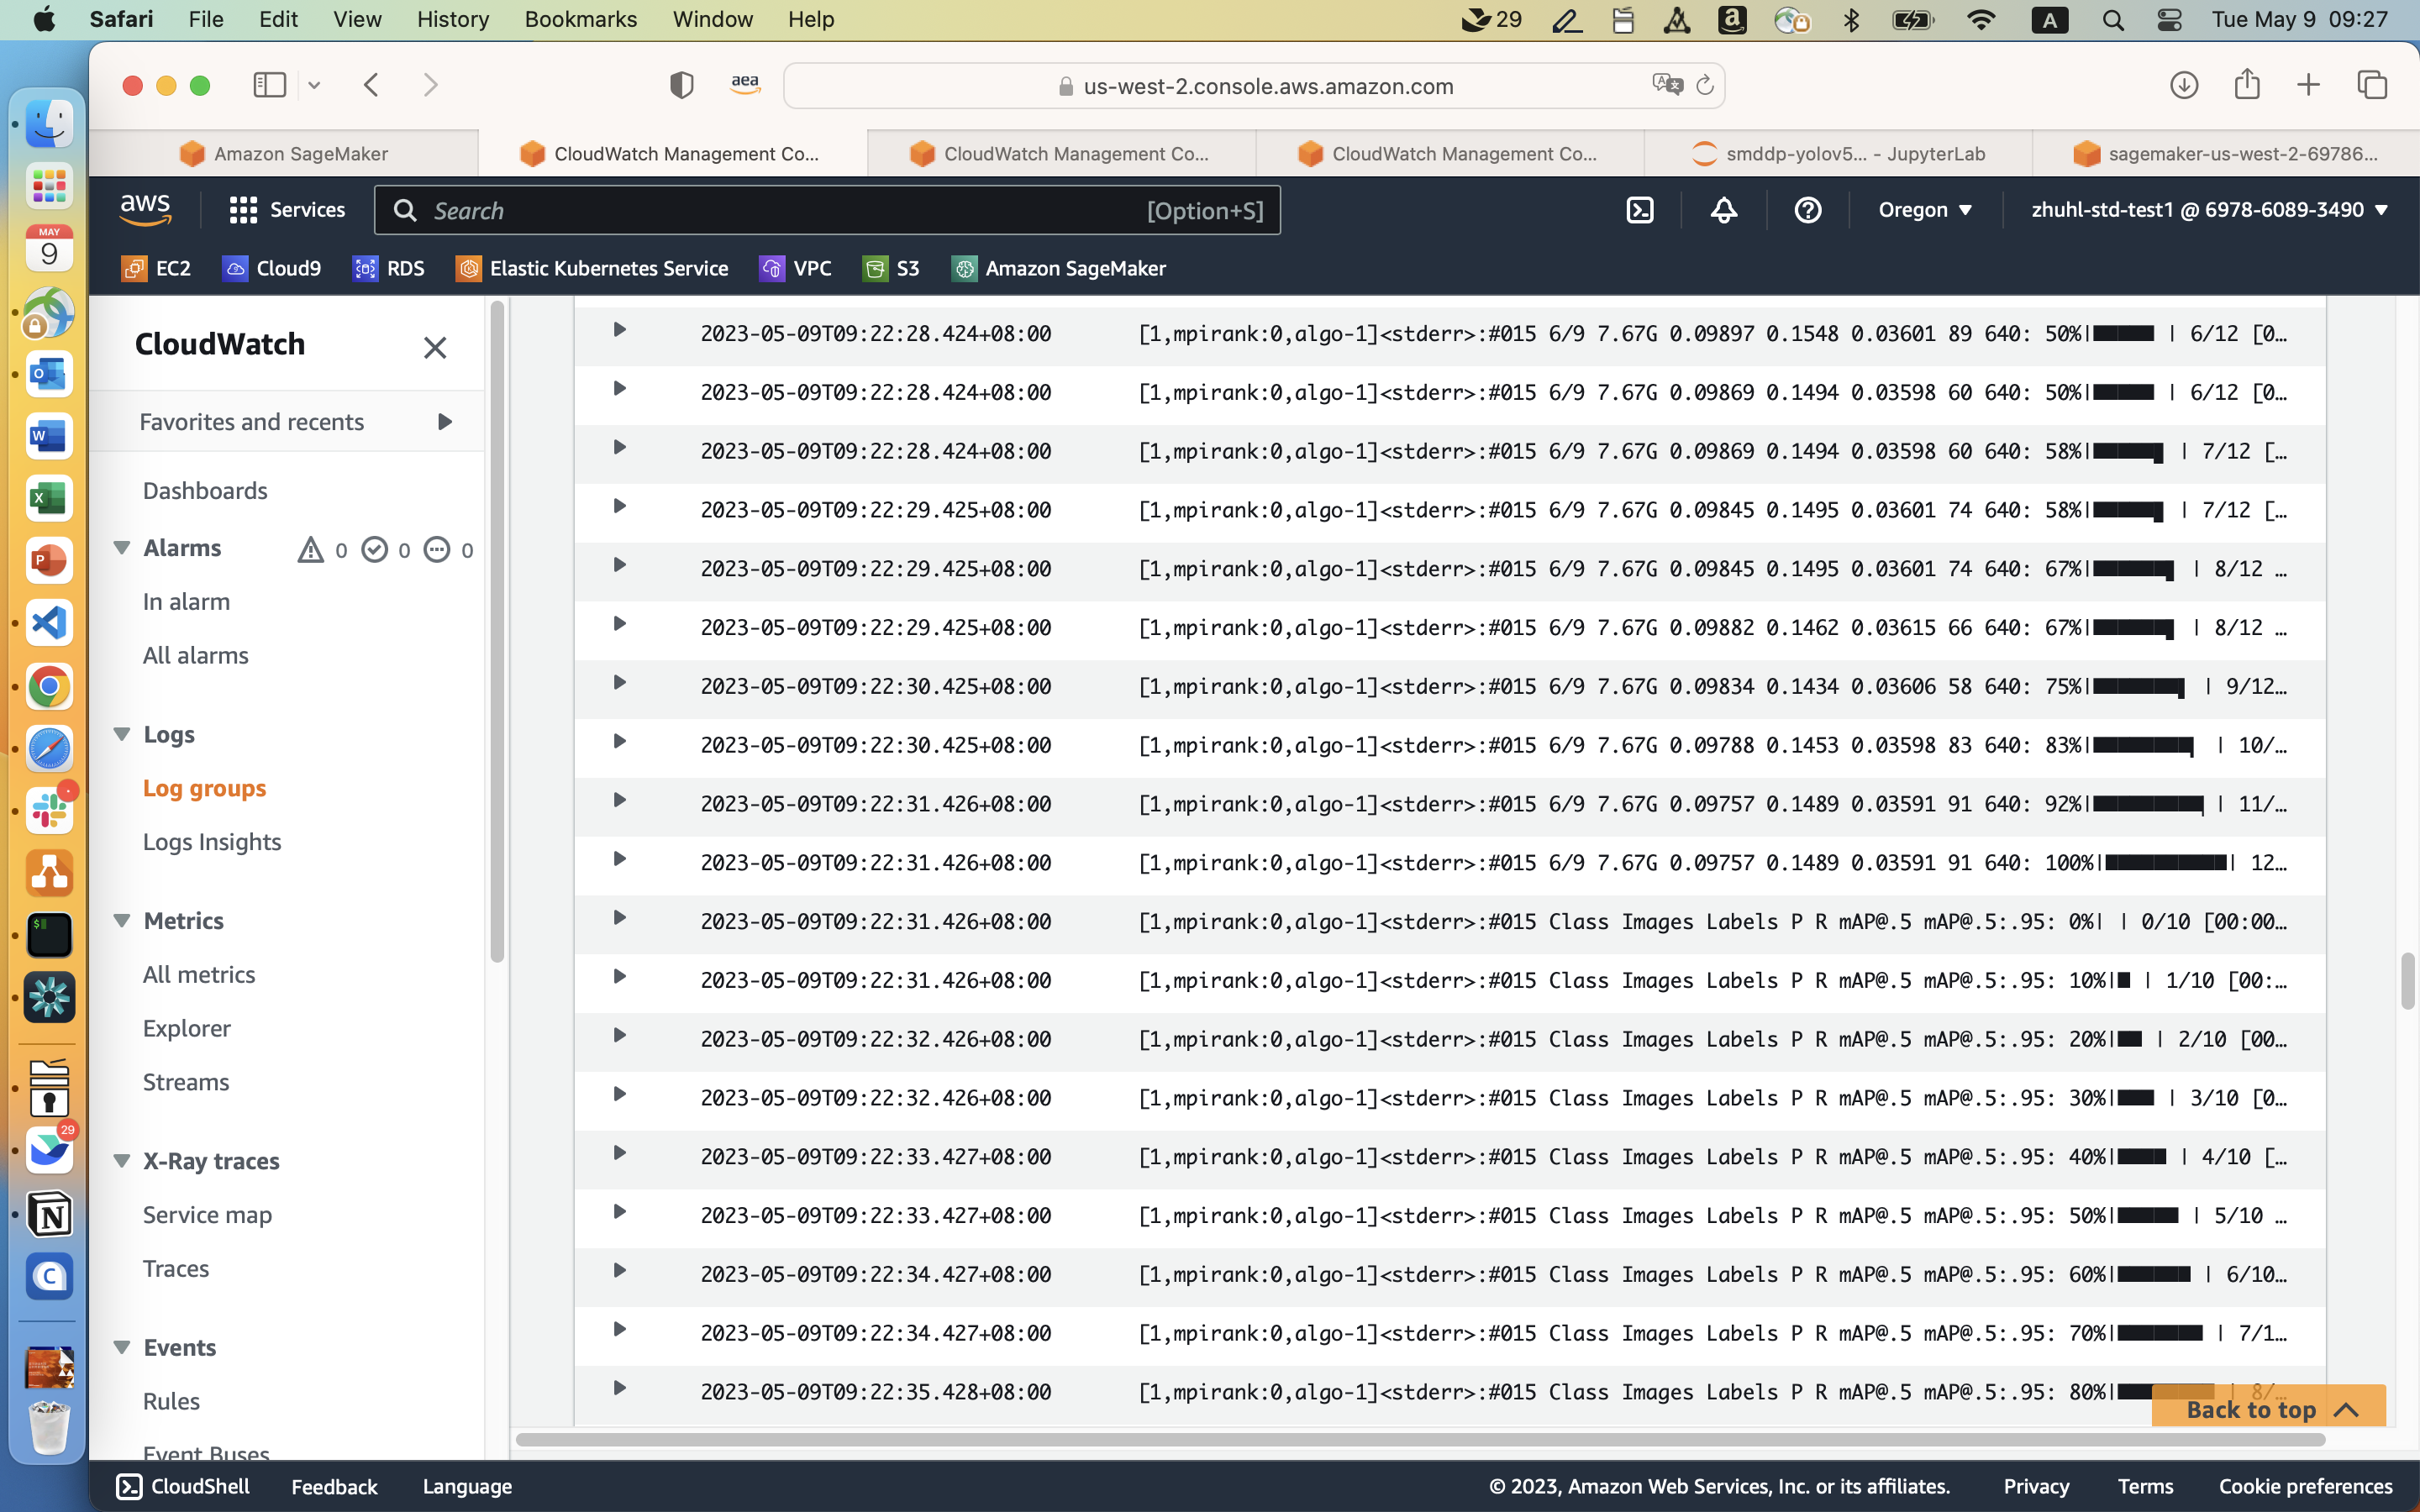 Safari File Edit View History Bookmarks Window Help 29 A Tue May 9 09:27
aea us-west-2.console.aws.amazon.com
Amazon SageMaker
CloudWatch Management Co...
CloudWatch Management Co...
CloudWatch Management Co...
smddp-yolov5... - JupyterLab
sagemaker-us-west-2-69786...
aws Services Search [Option+S] Oregon zhuhl-std-test1 @ 6978-6089-3490
EC2 Cloud9 RDS Elastic Kubernetes Service VPC S3 Amazon SageMaker
MAY
9
29
CloudWatch
Favorites and recents
Dashboards
Alarms 0 0 0
In alarm
All alarms
Logs
Log groups
Logs Insights
Metrics
All metrics
Explorer
Streams
X-Ray traces
Service map
Traces
Events
Rules
Event Buses
2023-05-09T09:22:28.424+08:00 [1,mpirank:0,algo-1]<stderr>:#015 6/9 7.67G 0.09897 0.1548 0.03601 89 640: 50%|██████ | 6/12 [0…
2023-05-09T09:22:28.424+08:00 [1,mpirank:0,algo-1]<stderr>:#015 6/9 7.67G 0.09869 0.1494 0.03598 60 640: 50%|██████ | 6/12 [0…
2023-05-09T09:22:28.424+08:00 [1,mpirank:0,algo-1]<stderr>:#015 6/9 7.67G 0.09869 0.1494 0.03598 60 640: 58%|██████ | 7/12 […
2023-05-09T09:22:29.425+08:00 [1,mpirank:0,algo-1]<stderr>:#015 6/9 7.67G 0.09845 0.1495 0.03601 74 640: 58%|██████ | 7/12 […
2023-05-09T09:22:29.425+08:00 [1,mpirank:0,algo-1]<stderr>:#015 6/9 7.67G 0.09845 0.1495 0.03601 74 640: 67%|███████ | 8/12 …
2023-05-09T09:22:29.425+08:00 [1,mpirank:0,algo-1]<stderr>:#015 6/9 7.67G 0.09882 0.1462 0.03615 66 640: 67%|███████ | 8/12 …
2023-05-09T09:22:30.425+08:00 [1,mpirank:0,algo-1]<stderr>:#015 6/9 7.67G 0.09834 0.1434 0.03606 58 640: 75%|████████ | 9/12…
2023-05-09T09:22:30.425+08:00 [1,mpirank:0,algo-1]<stderr>:#015 6/9 7.67G 0.09788 0.1453 0.03598 83 640: 83%|█████████ | 10/…
2023-05-09T09:22:31.426+08:00 [1,mpirank:0,algo-1]<stderr>:#015 6/9 7.67G 0.09757 0.1489 0.03591 91 640: 92%|██████████ | 11/…
2023-05-09T09:22:31.426+08:00 [1,mpirank:0,algo-1]<stderr>:#015 6/9 7.67G 0.09757 0.1489 0.03591 91 640: 100%|██████████| 12…
2023-05-09T09:22:31.426+08:00 [1,mpirank:0,algo-1]<stderr>:#015 Class Images Labels P R mAP@.5 mAP@.5:.95: 0%| | 0/10 [00:00…
2023-05-09T09:22:31.426+08:00 [1,mpirank:0,algo-1]<stderr>:#015 Class Images Labels P R mAP@.5 mAP@.5:.95: 10%|█ | 1/10 [00:…
2023-05-09T09:22:32.426+08:00 [1,mpirank:0,algo-1]<stderr>:#015 Class Images Labels P R mAP@.5 mAP@.5:.95: 20%|██ | 2/10 [00…
2023-05-09T09:22:32.426+08:00 [1,mpirank:0,algo-1]<stderr>:#015 Class Images Labels P R mAP@.5 mAP@.5:.95: 30%|███ | 3/10 [0…
2023-05-09T09:22:33.427+08:00 [1,mpirank:0,algo-1]<stderr>:#015 Class Images Labels P R mAP@.5 mAP@.5:.95: 40%|████ | 4/10 […
2023-05-09T09:22:33.427+08:00 [1,mpirank:0,algo-1]<stderr>:#015 Class Images Labels P R mAP@.5 mAP@.5:.95: 50%|█████ | 5/10 …
2023-05-09T09:22:34.427+08:00 [1,mpirank:0,algo-1]<stderr>:#015 Class Images Labels P R mAP@.5 mAP@.5:.95: 60%|██████ | 6/10…
2023-05-09T09:22:34.427+08:00 [1,mpirank:0,algo-1]<stderr>:#015 Class Images Labels P R mAP@.5 mAP@.5:.95: 70%|███████ | 7/1…
2023-05-09T09:22:35.428+08:00 [1,mpirank:0,algo-1]<stderr>:#015 Class Images Labels P R mAP@.5 mAP@.5:.95: 80%|████████ | 8/…
Back to top
CloudShell Feedback Language © 2023, Amazon Web Services, Inc. or its affiliates. Privacy Terms Cookie preferences